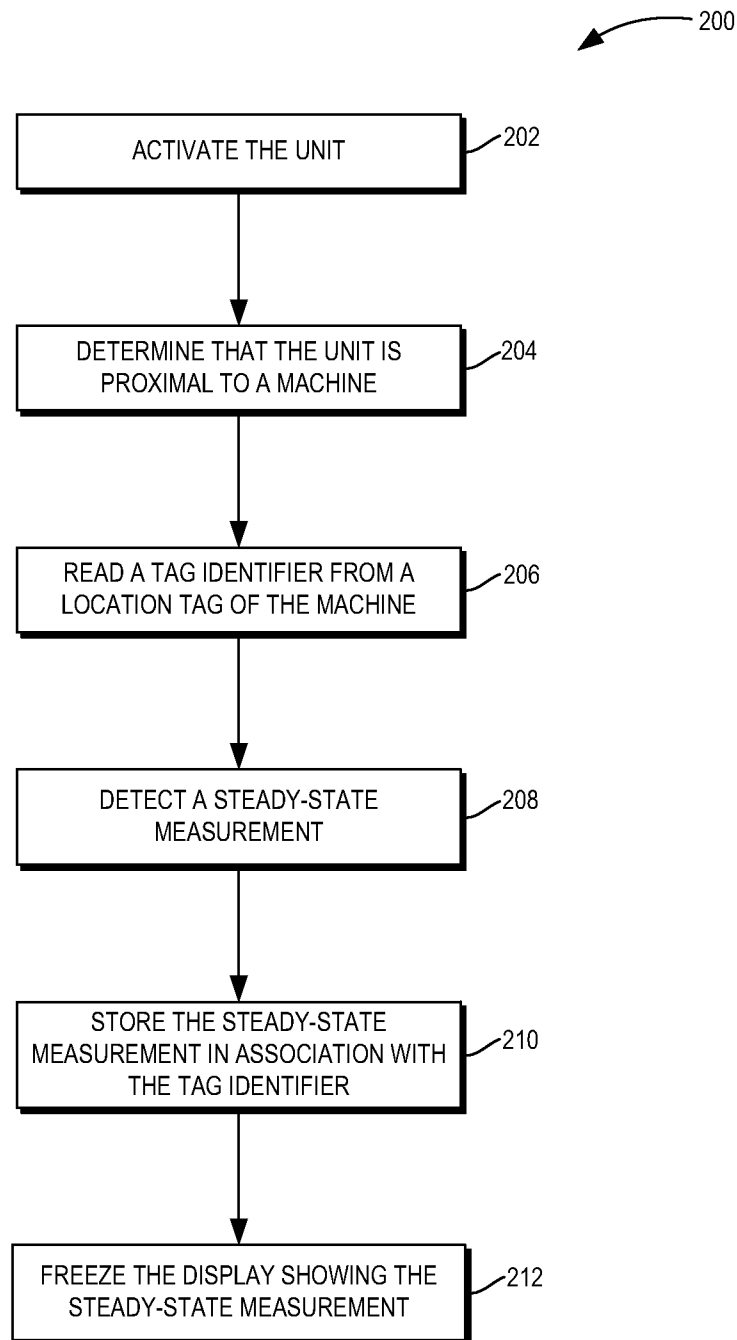 200
ACTIVATE THE UNIT
202
DETERMINE THAT THE UNIT IS
PROXIMAL TO A MACHINE
204
READ A TAG IDENTIFIER FROM A
LOCATION TAG OF THE MACHINE
206
DETECT A STEADY-STATE
MEASUREMENT
208
STORE THE STEADY-STATE
MEASUREMENT IN ASSOCIATION WITH
THE TAG IDENTIFIER
210
FREEZE THE DISPLAY SHOWING THE
STEADY-STATE MEASUREMENT
212